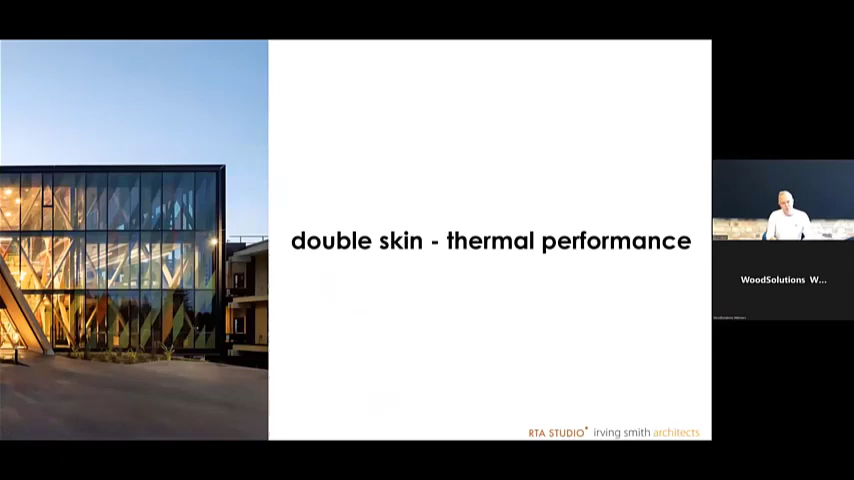 double skin - thermal performance
WoodSolutions W...
RTA STUDIO* irving smith architects